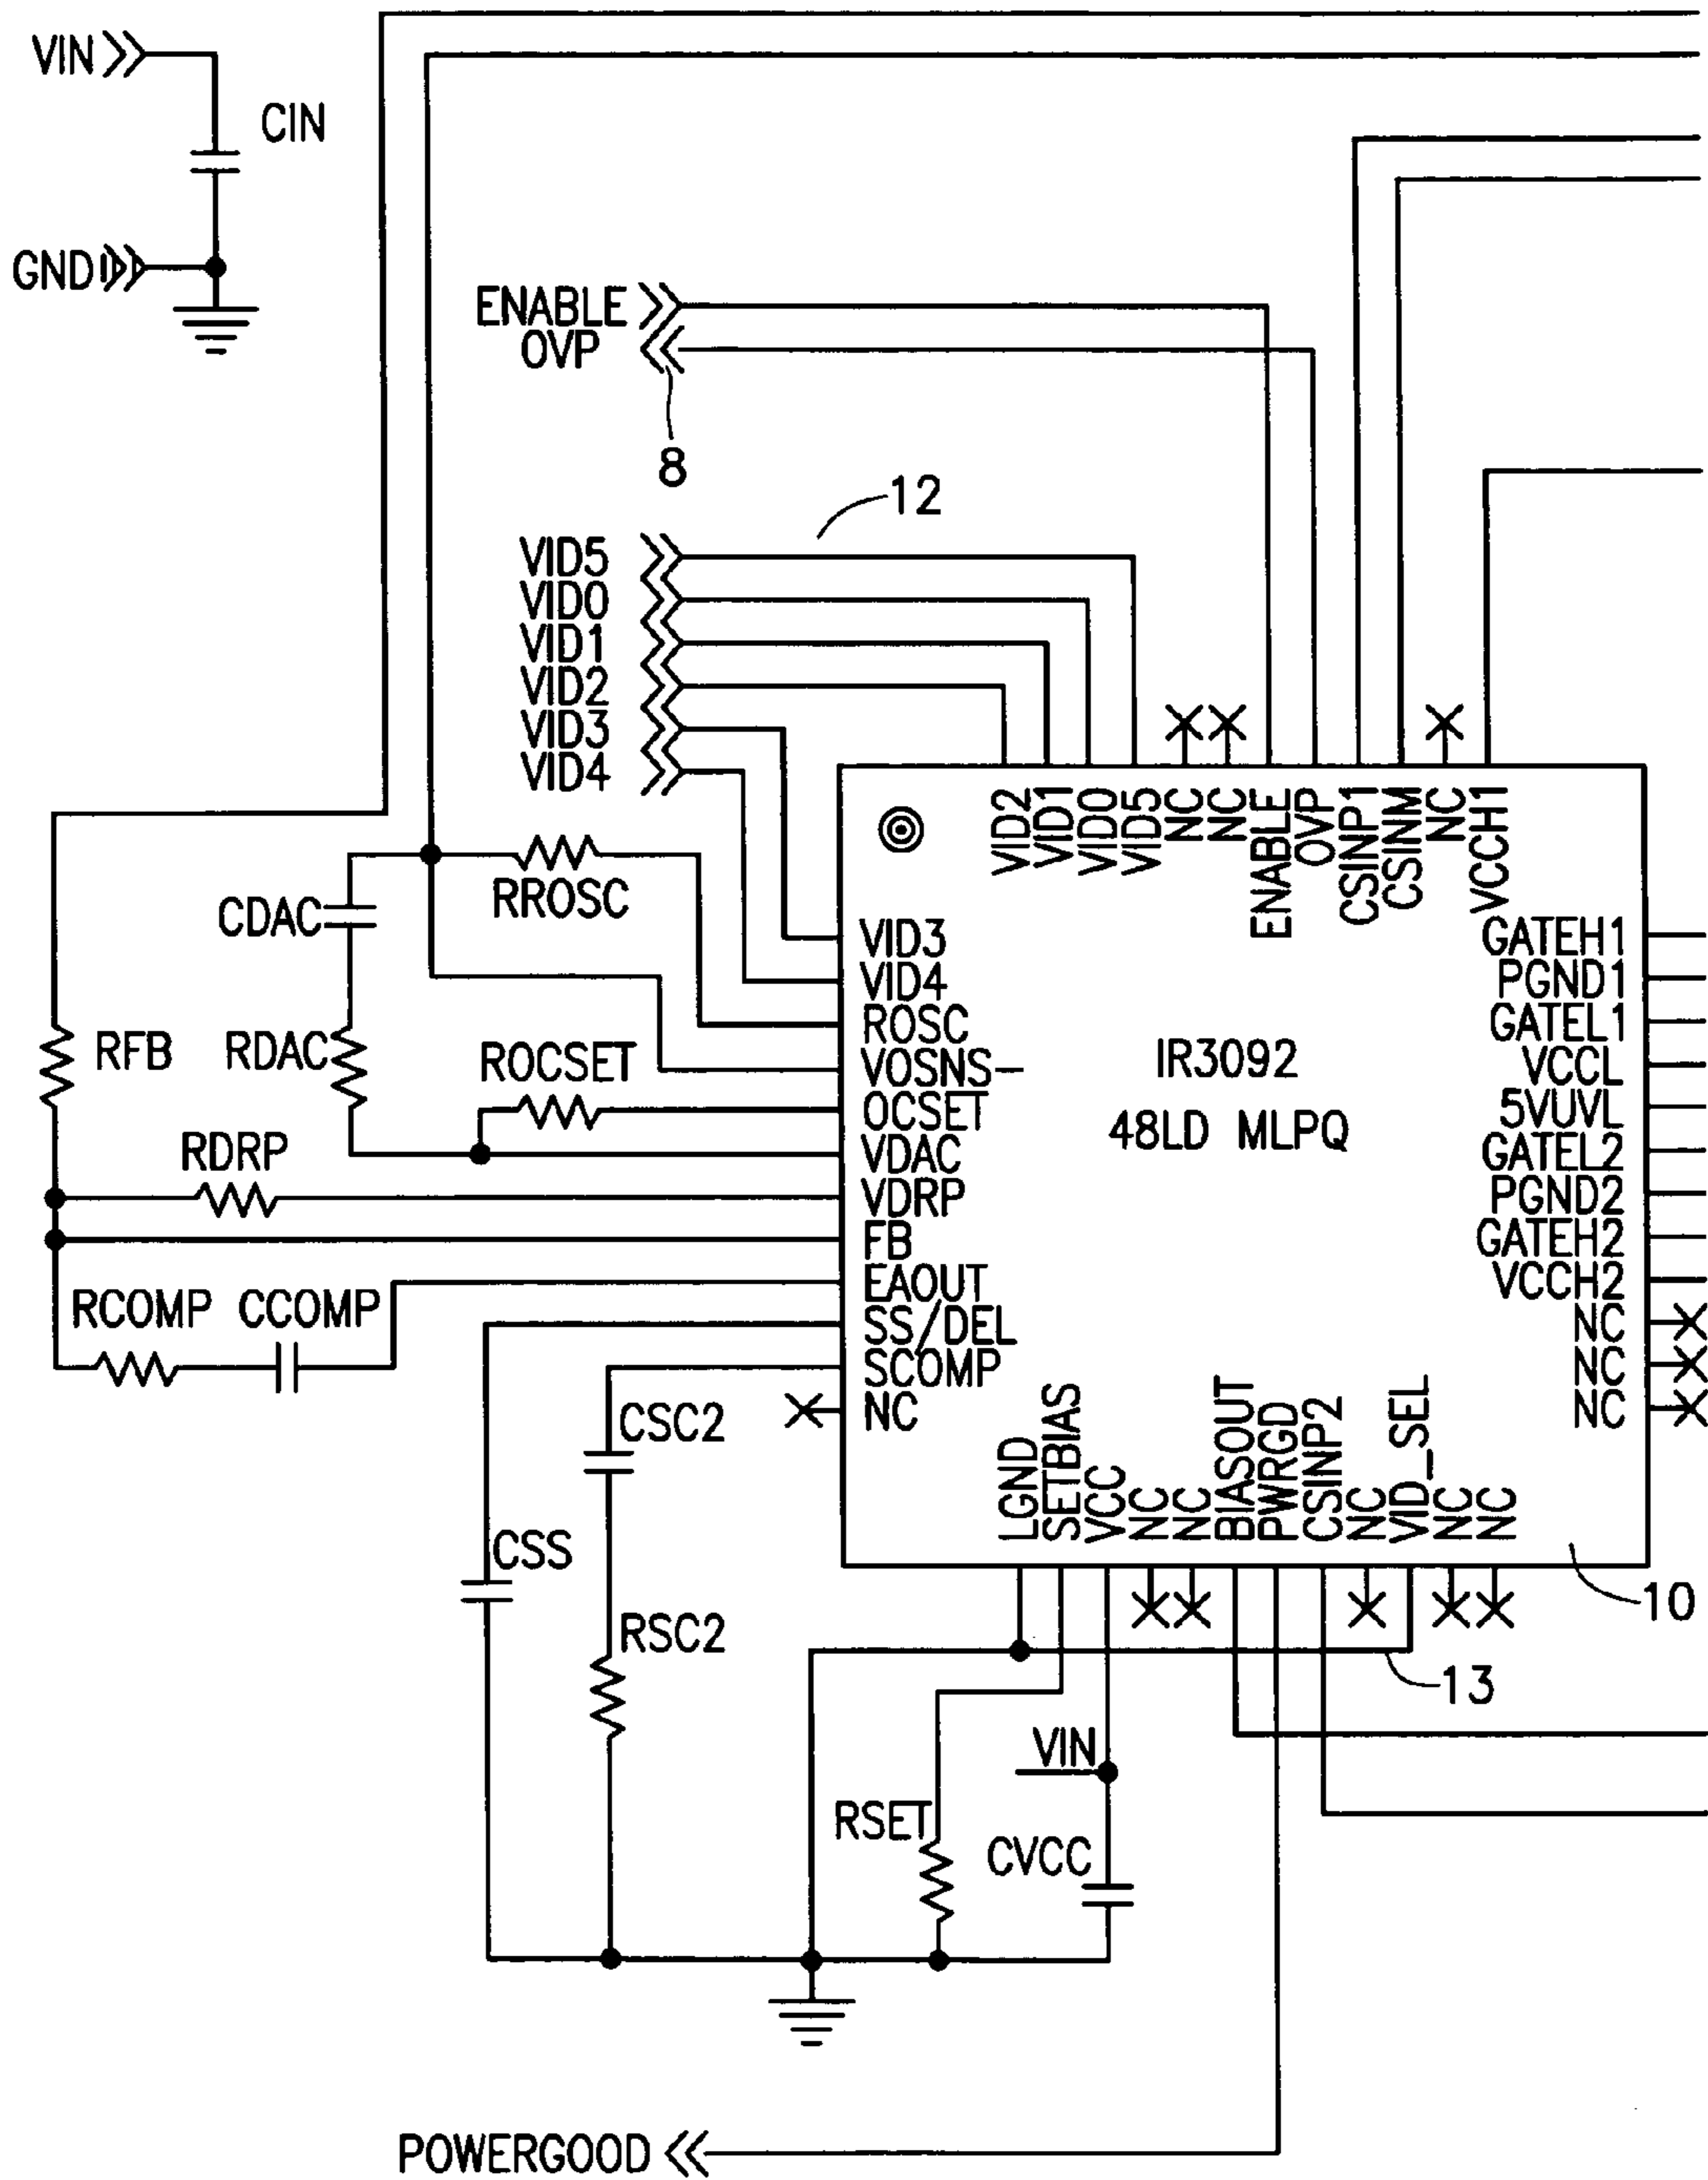 VIN
CIN
GND
ENABLE
OVP
8
12
VID5
VID0
VID1
VID2
VID3
VID4
VID2
VID1
VID0
VID5
NC
NC
ENABLE
OVP
CSINP1
CSINM
NC
VCCH1
RROSC
CDAC
RFB
RDAC
ROCSET
RDRP
RCOMP
CCOMP
VID3
VID4
ROSC
VOSNS-
OCSET
VDAC
VDRP
FB
EAOUT
SS/DEL
SCOMP
NC
IR3092
48LD MLPQ
GATEH1
PGND1
GATEL1
VCCL
5VUVL
GATEL2
PGND2
GATEH2
VCCH2
NC
NC
NC
LGND
SETBIAS
VCC
NC
NC
BIASOUT
PWRGD
CSINP2
NC
VID_SEL
NC
NC
CSC2
CSS
RSC2
10
13
VIN
RSET
CVCC
POWERGOOD